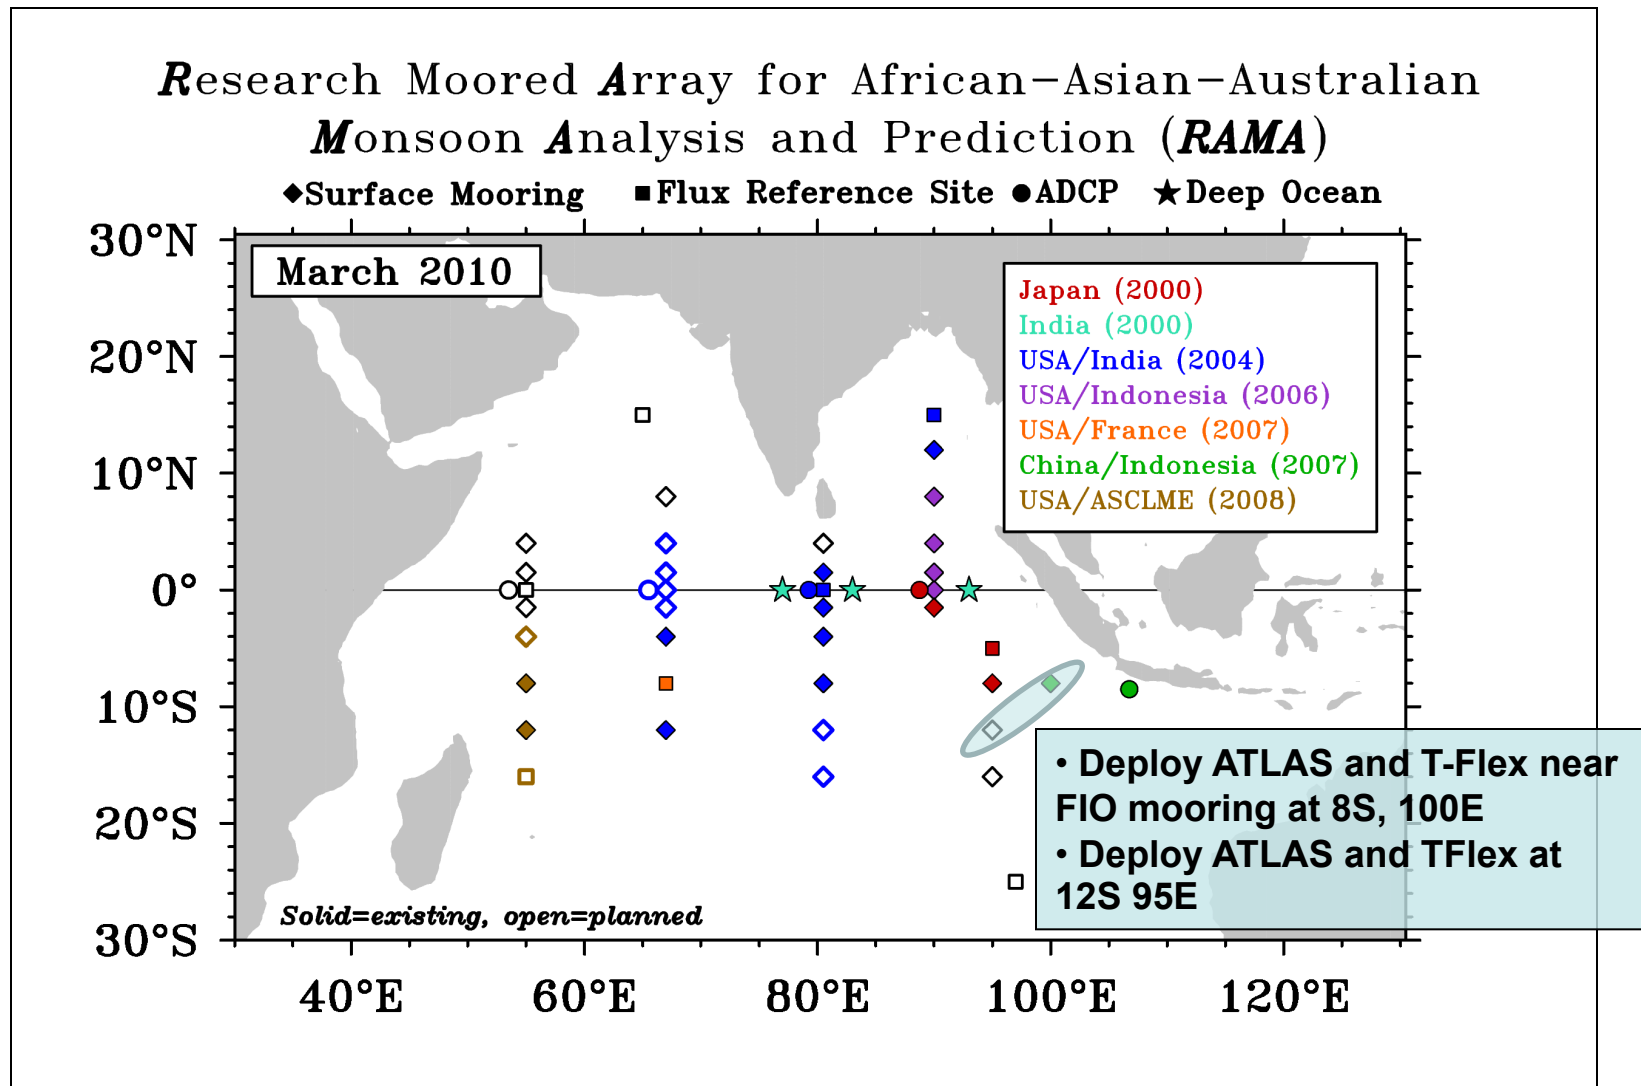 Research Moored Array for African-Asian-Australian
Monsoon Analysis and Prediction (RAMA)
◆Surface Mooring ■Flux Reference Site ●ADCP ★Deep Ocean
30°N
March 2010
Japan (2000)
India (2000)
USA/India (2004)
USA/Indonesia (2006)
USA/France (2007)
China/Indonesia (2007)
USA/ASCLME (2008)
20°N
10°N
0°
10°S
• Deploy ATLAS and T-Flex near
FIO mooring at 8S, 100E
• Deploy ATLAS and TFlex at
12S 95E
20°S
Solid=existing, open=planned
30°S
40°E 60°E 80°E 100°E 120°E